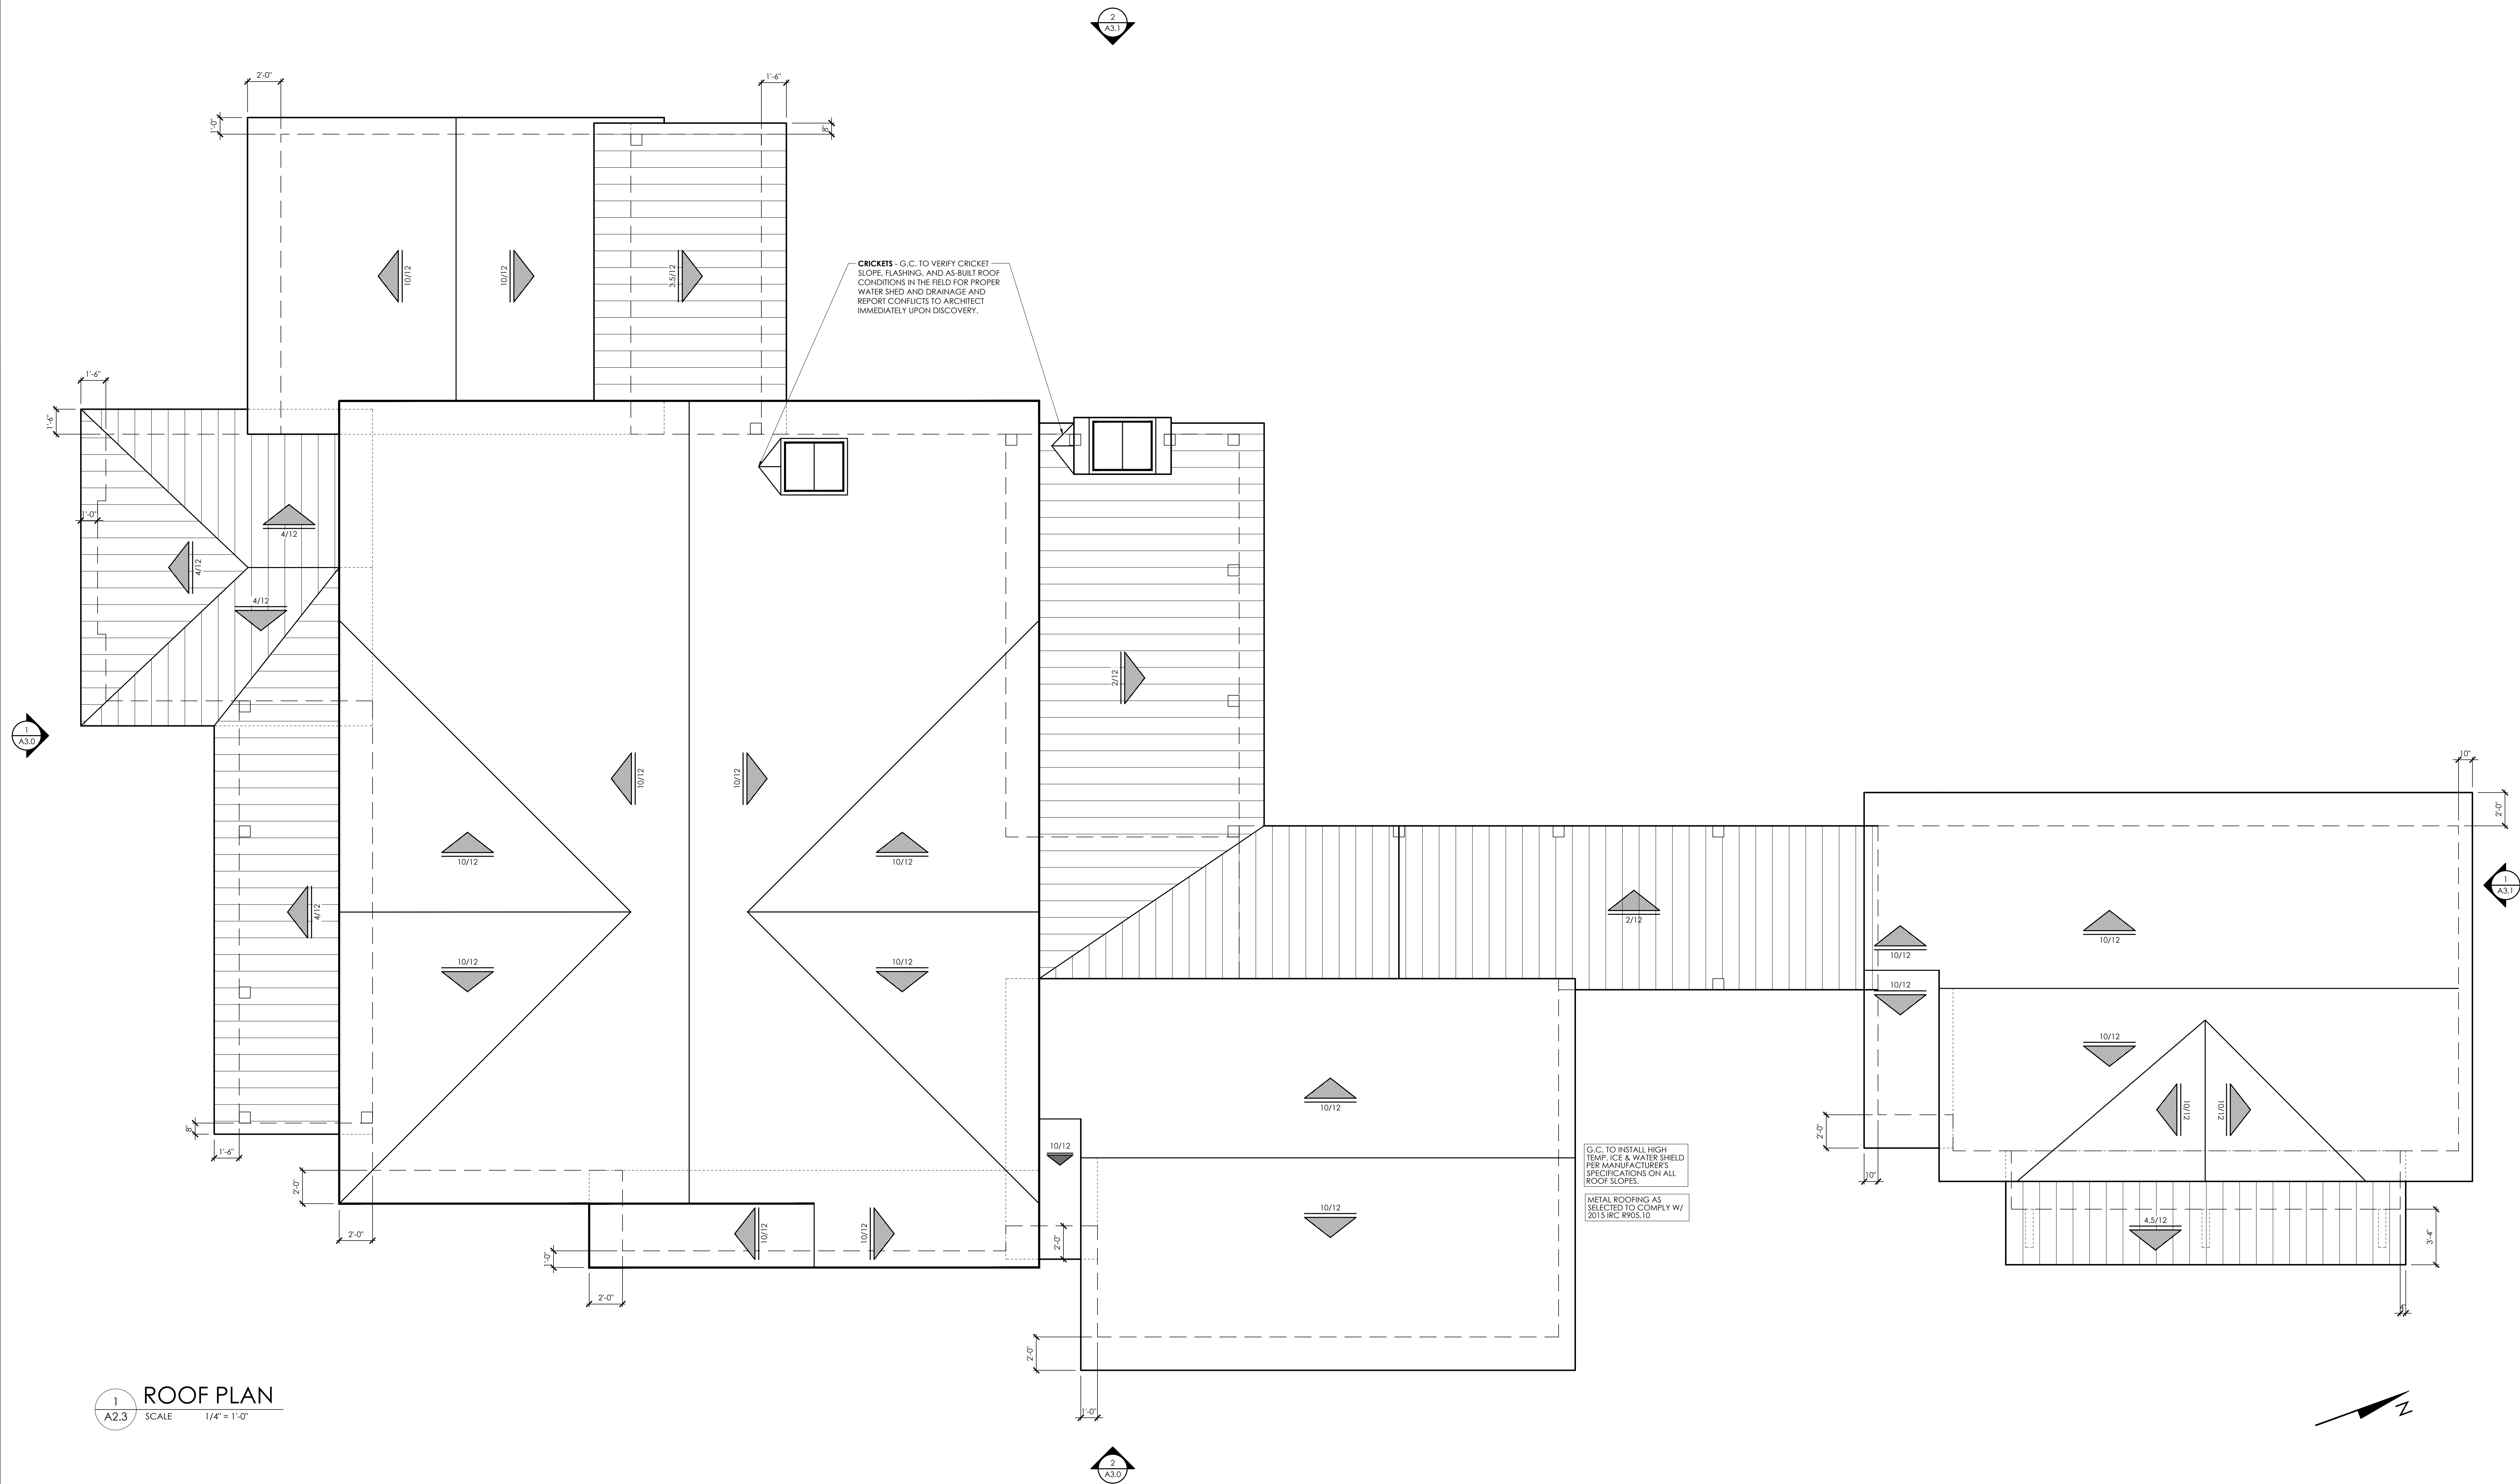 2
A3.1
2'-0"
1'-6"
1'-0"
8"
10/12
10/12
3.5/12
CRICKETS - G.C. TO VERIFY CRICKET
SLOPE, FLASHING, AND AS-BUILT ROOF
CONDITIONS IN THE FIELD FOR PROPER
WATER SHED AND DRAINAGE AND
REPORT CONFLICTS TO ARCHITECT
IMMEDIATELY UPON DISCOVERY.
1'-6"
1'-6"
1'-0"
4/12
4/12
4/12
2/12
1
A3.0
10"
2'-0"
10/12
10/12
10/12
10/12
4/12
2/12
1
A3.1
10/12
10/12
10/12
10/12
10/12
10/12
10/12
10/12
10/12
10/12
8"
1'-6"
2'-0"
2'-0"
10/12
2'-0"
10"
G.C. TO INSTALL HIGH
TEMP. ICE & WATER SHIELD
PER MANUFACTURER'S
SPECIFICATIONS ON ALL
ROOF SLOPES.
METAL ROOFING AS
SELECTED TO COMPLY W/
2015 IRC R905.10
10/12
10/12
10/12
4.5/12
3'-4"
1'-0"
2'-0"
2'-0"
4"
2'-0"
1'-0"
1
A2.3
ROOF PLAN
SCALE 1/4" = 1'-0"
N
2
A3.0